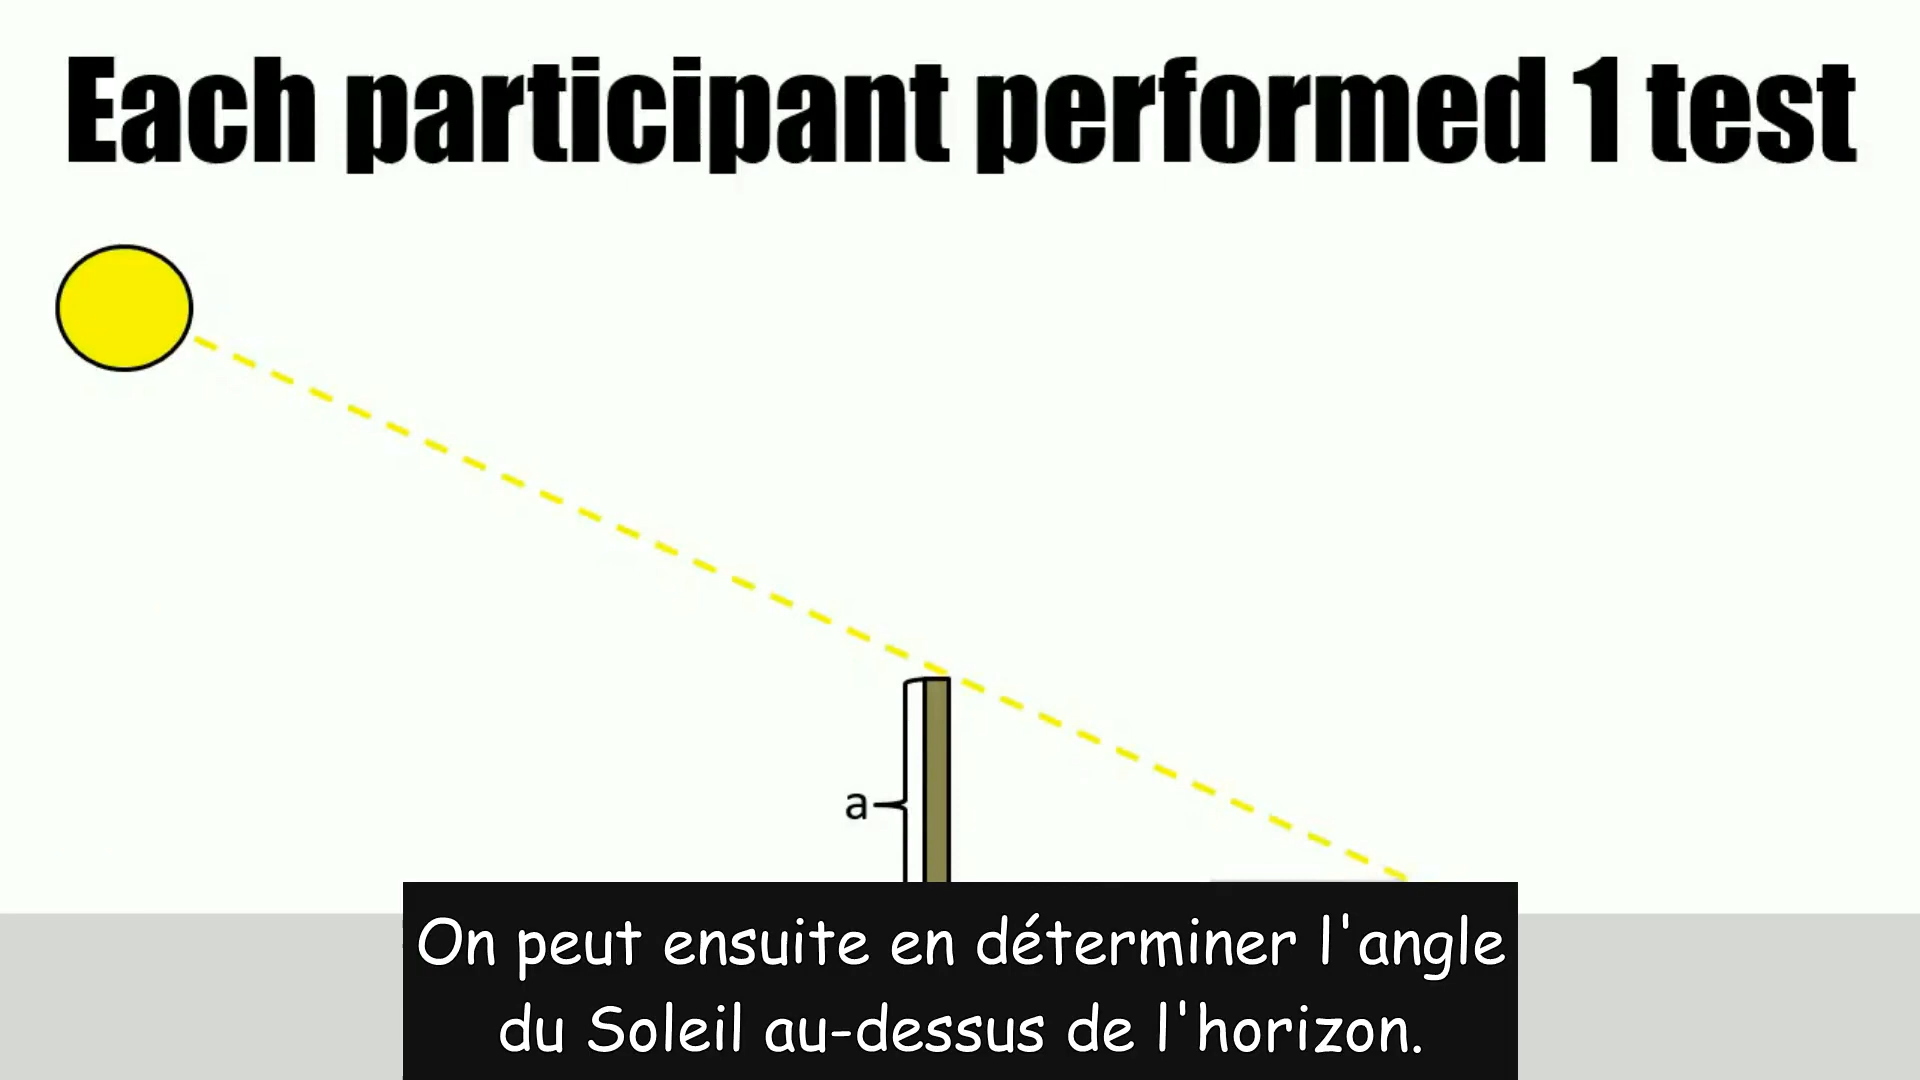 Each participant performed 1 test
a
On peut ensuite en déterminer l'angle
du Soleil au-dessus de l'horizon.